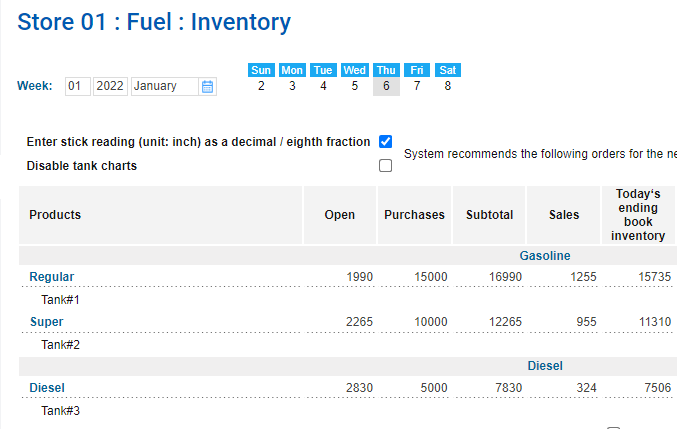 Store 01 : Fuel : Inventory
Week: 01 2022 January
Sun Mon Tue Wed Thu Fri Sat
2 3 4 5 6 7 8
Enter stick reading (unit: inch) as a decimal / eighth fraction
System recommends the following orders for the
Disable tank charts
Products Open Purchases Subtotal Sales Today's ending book inventory
Gasoline
Regular 1990 15000 16990 1255 15735
Tank#1
Super 2265 10000 12265 955 11310
Tank#2
Diesel
Diesel 2830 5000 7830 324 7506
Tank#3